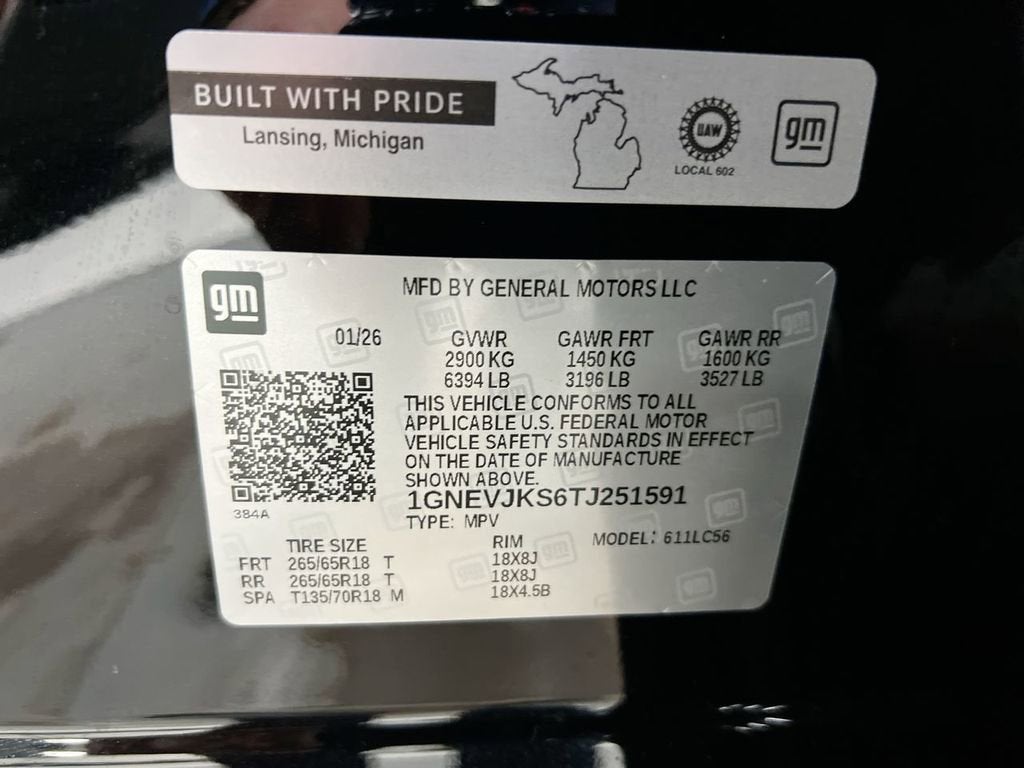 BUILT WITH PRIDE
Lansing, Michigan
UAW
LOCAL 602
gm
gm
MFD BY GENERAL MOTORS LLC
01/26 GVWR GAWR FRT GAWR RR
2900 KG 1450 KG 1600 KG
6394 LB 3196 LB 3527 LB
THIS VEHICLE CONFORMS TO ALL
APPLICABLE U.S. FEDERAL MOTOR
VEHICLE SAFETY STANDARDS IN EFFECT
ON THE DATE OF MANUFACTURE
SHOWN ABOVE.
1GNEVJKS6TJ251591
384A
TYPE: MPV MODEL: 611LC56
TIRE SIZE RIM
FRT 265/65R18 T 18X8J
RR 265/65R18 T 18X8J
SPA T135/70R18 M 18X4.5B